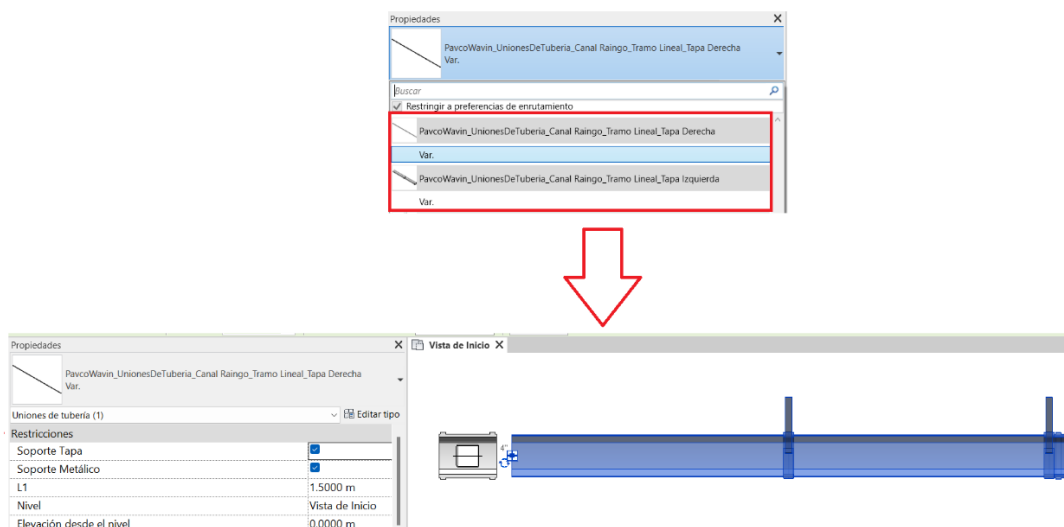 Propiedades
PavcoWavin_UnionesDeTuberia_Canal Raingo_Tramo Lineal_Tapa Derecha
Var.
Buscar
Restringir a preferencias de enrutamiento
PavcoWavin_UnionesDeTuberia_Canal Raingo_Tramo Lineal_Tapa Derecha
Var.
PavcoWavin_UnionesDeTuberia_Canal Raingo_Tramo Lineal_Tapa Izquierda
Var.
Propiedades
Vista de Inicio
PavcoWavin_UnionesDeTuberia_Canal Raingo_Tramo Lineal_Tapa Derecha
Var.
Uniones de tubería (1)
Editar tipo
Restricciones
Soporte Tapa
Soporte Metálico
L1 1.5000 m
Nivel Vista de Inicio
Elevación desde el nivel 0.0000 m
4"